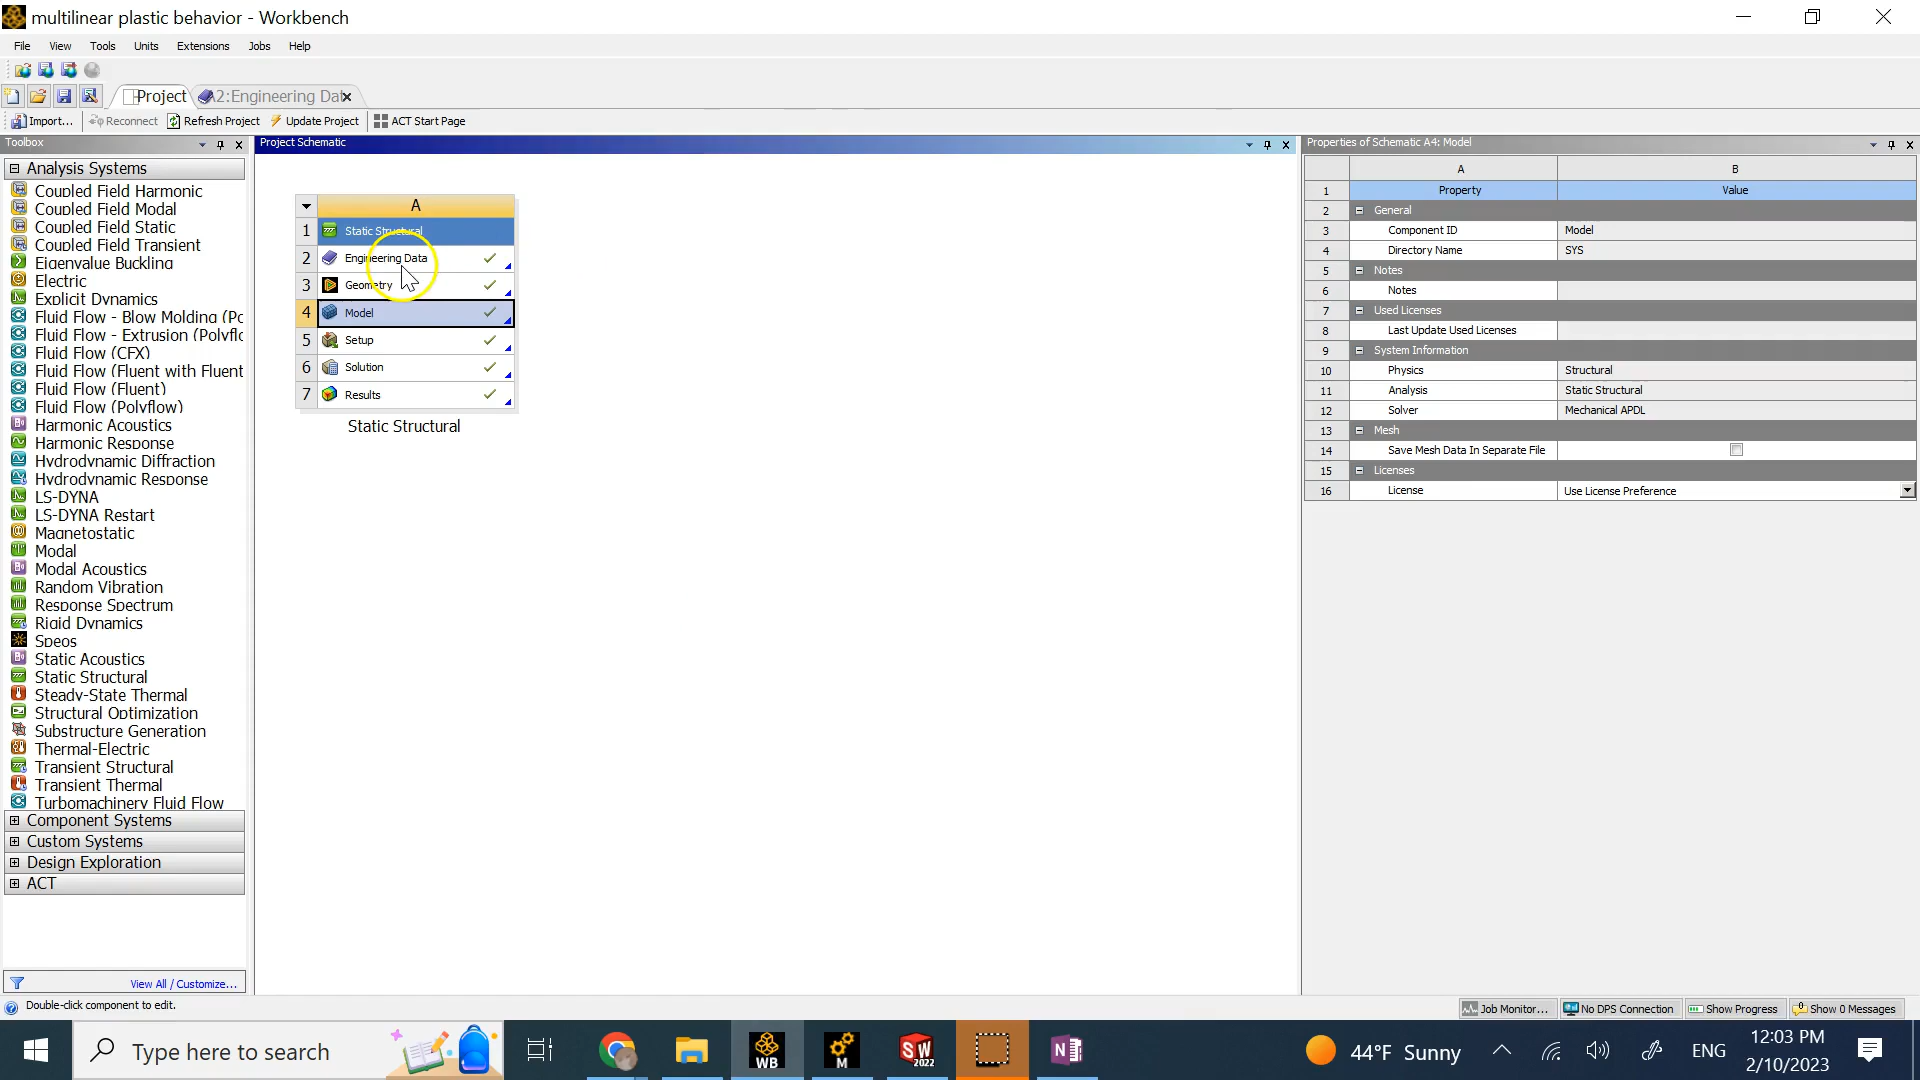 multilinear plastic behavior - Workbench
File View Tools Units Extensions Jobs Help
Project A2:Engineering Dat
Import... Reconnect Refresh Project Update Project ACT Start Page
Toolbox
Analysis Systems
Coupled Field Harmonic
Coupled Field Modal
Coupled Field Static
Coupled Field Transient
Eigenvalue Buckling
Electric
Explicit Dynamics
Fluid Flow - Blow Molding (Pc
Fluid Flow - Extrusion (Polyflc
Fluid Flow (CFX)
Fluid Flow (Fluent with Fluent
Fluid Flow (Fluent)
Fluid Flow (Polyflow)
Harmonic Acoustics
Harmonic Response
Hydrodynamic Diffraction
Hydrodynamic Response
LS-DYNA
LS-DYNA Restart
Magnetostatic
Modal
Modal Acoustics
Random Vibration
Response Spectrum
Rigid Dynamics
Speos
Static Acoustics
Static Structural
Steady-State Thermal
Structural Optimization
Substructure Generation
Thermal-Electric
Transient Structural
Transient Thermal
Turbomachinery Fluid Flow
Component Systems
Custom Systems
Design Exploration
ACT
View All / Customize...
Project Schematic
A
1 Static Structural
2 Engineering Data
3 Geometry
4 Model
5 Setup
6 Solution
7 Results
Static Structural
Properties of Schematic A4: Model
A B
1 Property Value
2 General
3 Component ID Model
4 Directory Name SYS
5 Notes
6 Notes
7 Used Licenses
8 Last Update Used Licenses
9 System Information
10 Physics Structural
11 Analysis Static Structural
12 Solver Mechanical APDL
13 Mesh
14 Save Mesh Data In Separate File
15 Licenses
16 License Use License Preference
Double-click component to edit.
Job Monitor... No DPS Connection Show Progress Show 0 Messages
Type here to search
WB
M
SW
2022
N
44°F Sunny
ENG
12:03 PM
2/10/2023